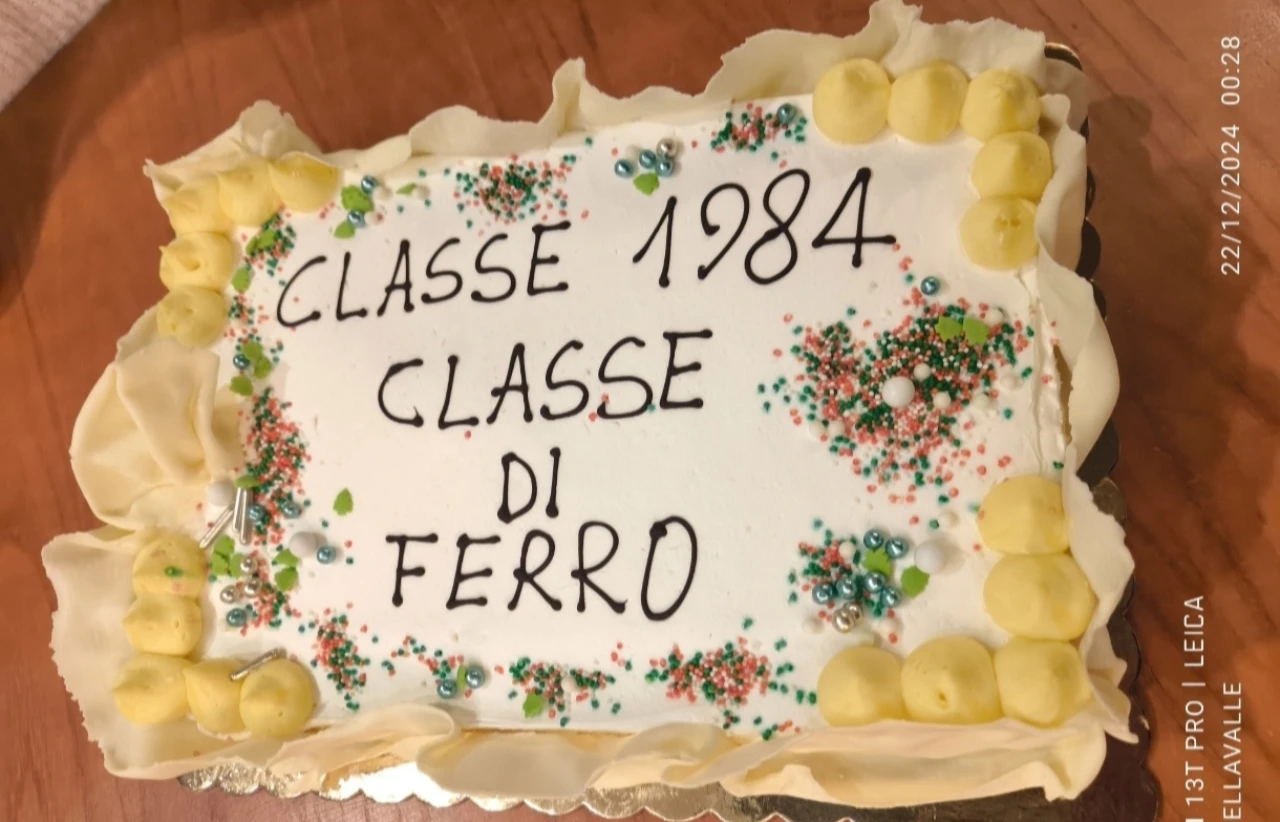 CLASSE 1984
CLASSE
DI
FERRO
22/12/2024 00:28
13T PRO | LEICA
ELLAVALLE